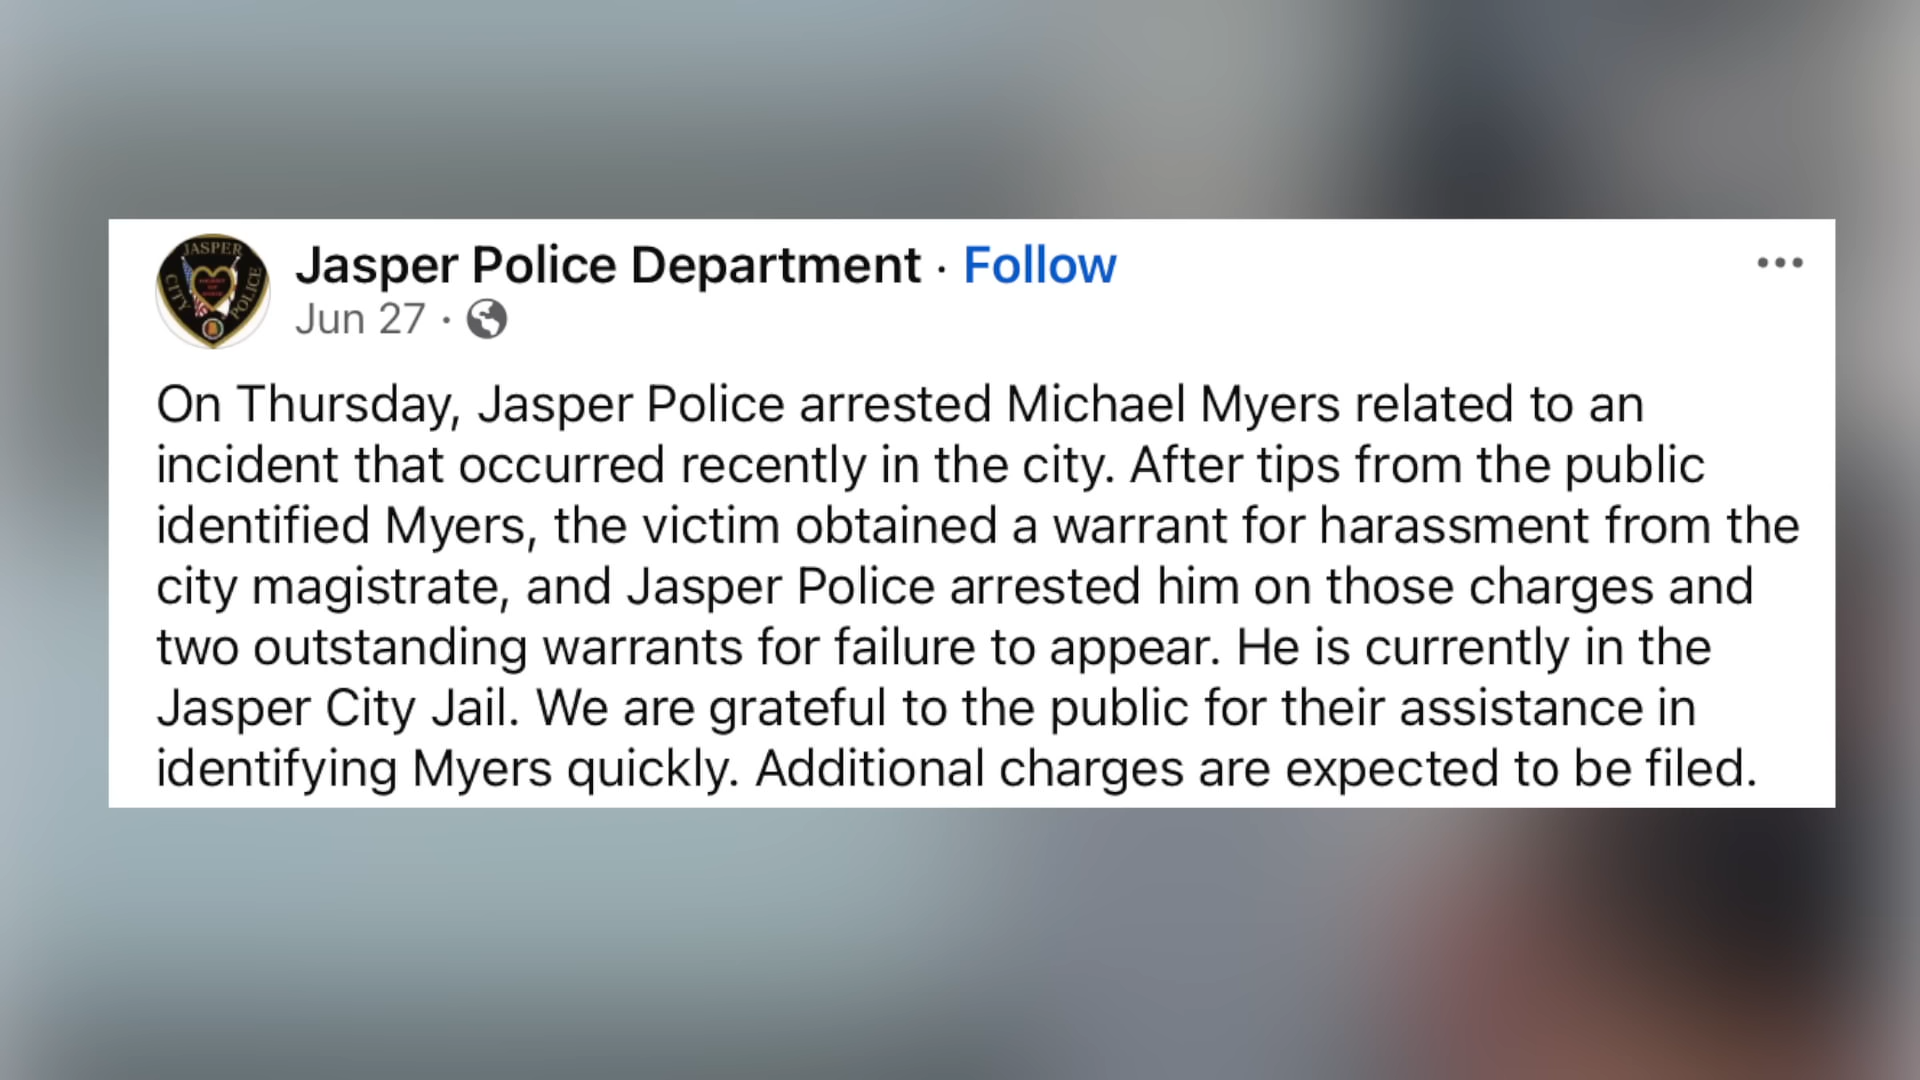 JASPER
CITY
POLICE
Jasper Police Department · Follow
Jun 27 ·
On Thursday, Jasper Police arrested Michael Myers related to an
incident that occurred recently in the city. After tips from the public
identified Myers, the victim obtained a warrant for harassment from the
city magistrate, and Jasper Police arrested him on those charges and
two outstanding warrants for failure to appear. He is currently in the
Jasper City Jail. We are grateful to the public for their assistance in
identifying Myers quickly. Additional charges are expected to be filed.